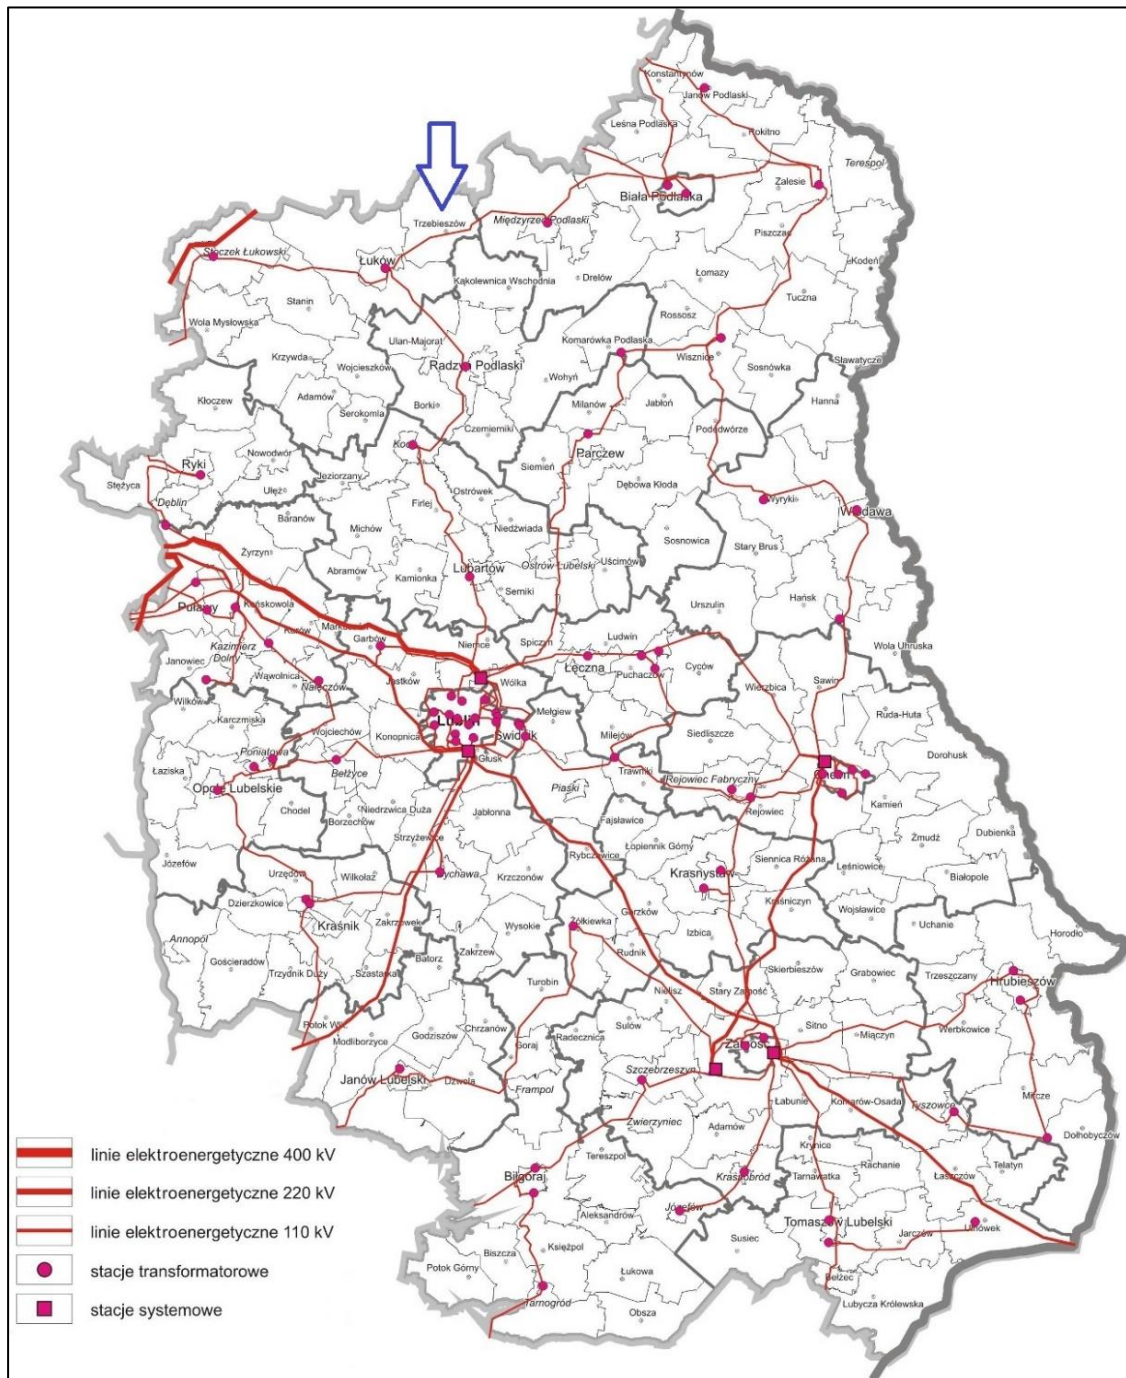 Konstantynów
Janów Podlaski
Leśna Podlaska
Rokitno
Terespol
Zalesie
Biała Podlaska
Trzebieszów
Międzyrzec Podlaski
Piszczac
Stoczek Łukowski
Łuków
Kodeń
Kąkolewnica Wschodnia
Drelów
Łomazy
Stanin
Tuczna
Rossosz
Wola Mysłowska
Ulan-Majorat
Komarówka Podlaska
Krzywda
Wojcieszków
Radzyń Podlaski
Wisznice
Sławatycze
Sosnówka
Wohyń
Adamów
Hanna
Kłoczew
Borki
Milanów
Jabłoń
Serokomla
Czemierniki
Podedwórze
Kock
Parczew
Nowodwór
Ryki
Siemień
Jeziorzany
Stężyca
Ułęż
Dębowa Kłoda
Ostrówek
Wyryki
Dęblin
Firlej
Włodawa
Baranów
Michów
Niedźwiada
Sosnowica
Żyrzyn
Stary Brus
Abramów
Lubartów
Ostrów Lubelski
Uścimów
Kamionka
Serniki
Hańsk
Puławy
Końskowola
Urszulin
Kurów
Markuszów
Garbów
Niemce
Spiczyn
Ludwin
Wola Uhruska
Kazimierz
Dolny
Janowiec
Łęczna
Cyców
Wąwolnica
Puchaczów
Sawin
Jastków
Wólka
Nałęczów
Wierzbica
Wilków
Karczmiska
Lublin
Mełgiew
Ruda-Huta
Wojciechów
Konopnica
Świdnik
Milejów
Siedliszcze
Poniatowa
Głusk
Dorohusk
Łaziska
Bełżyce
Trawniki
Rejowiec Fabryczny
Chełm
Opole Lubelskie
Piaski
Kamień
Chodel
Niedrzwica Duża
Jabłonna
Rejowiec
Borzechów
Fajsławice
Dubienka
Strzyżewice
Żmudź
Łopiennik Górny
Józefów
Rybczewice
Siennica Różana
Leśniowice
Urzędów
Wilkołaz
Bychawa
Krzczonów
Krasnystaw
Białopole
Dzierzkowice
Kraśniczyn
Wojsławice
Gorzków
Kraśnik
Żółkiewka
Zakrzówek
Wysokie
Uchanie
Izbica
Horodło
Annopol
Rudnik
Gościeradów
Batorz
Zakrzew
Trzydnik Duży
Szastarka
Skierbieszów
Grabowiec
Trzeszczany
Turobin
Nielisz
Stary Zamość
Hrubieszów
Potok Wlk.
Chrzanów
Sułów
Sitno
Werbkowice
Modliborzyce
Godziszów
Radecznica
Miączyn
Goraj
Zamość
Szczebrzeszyn
Janów Lubelski
Dzwola
Frampol
Mircze
Łabunie
Komarów-Osada
Tyszowce
Zwierzyniec
Adamów
Dołhobyczów
Krynice
Tereszpol
Rachanie
Telatyn
Biłgoraj
Krasnobród
Tarnawatka
Łaszczów
Józefów
Aleksandrów
Tomaszów Lubelski
Ulhówek
Susiec
Jarczów
Biszcza
Księżpol
Potok Górny
Łukowa
Bełżec
Tarnogród
Obsza
Lubycza Królewska
linie elektroenergetyczne 400 kV
linie elektroenergetyczne 220 kV
linie elektroenergetyczne 110 kV
stacje transformatorowe
stacje systemowe